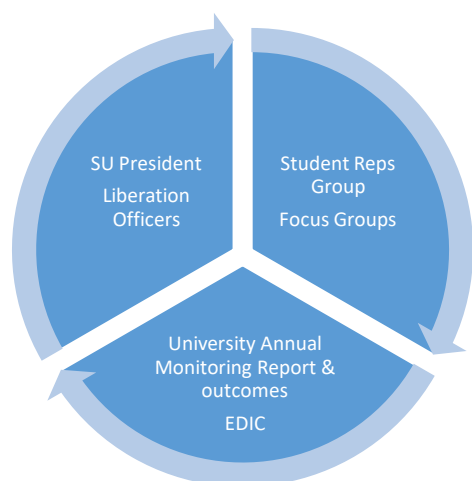 SU President
Liberation
Officers
Student Reps
Group
Focus Groups
University Annual
Monitoring Report &
outcomes
EDIC